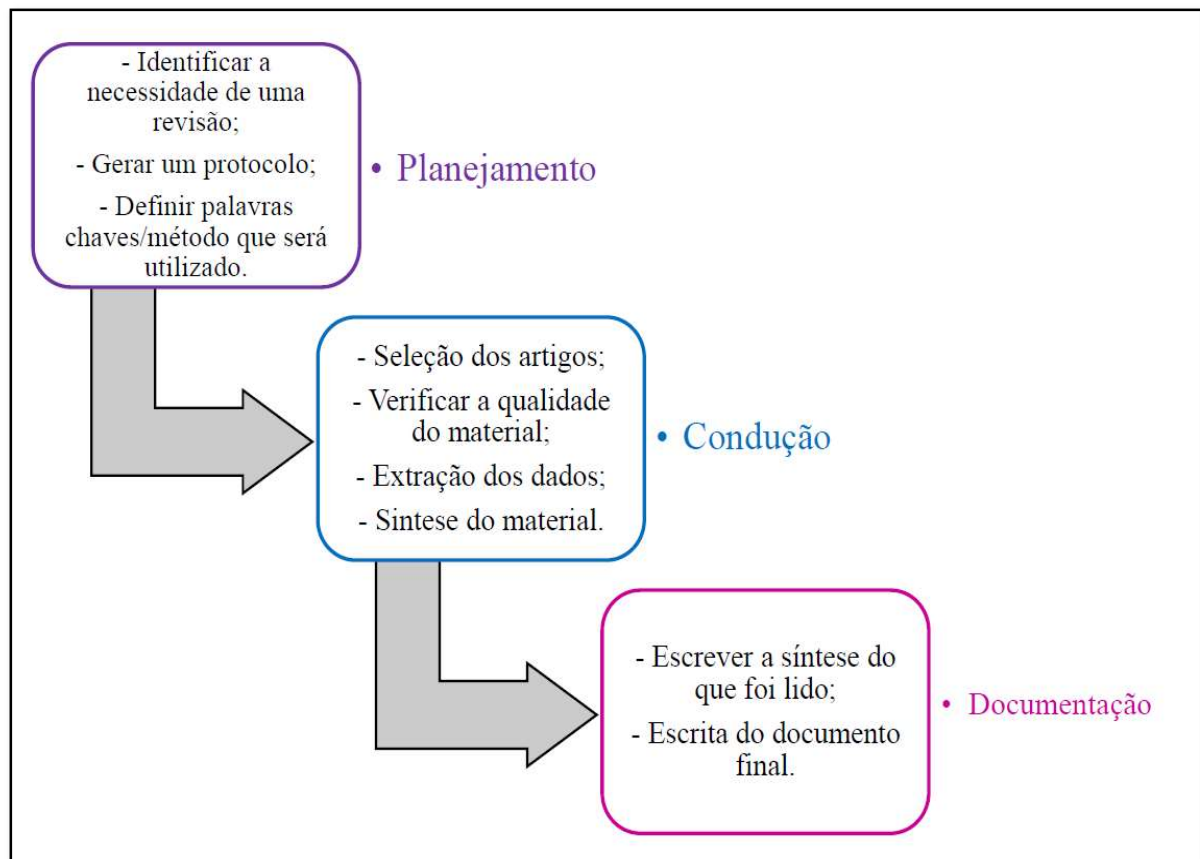 - Identificar a
necessidade de uma
revisão;
- Gerar um protocolo;
- Definir palavras
chaves/método que será
utilizado.
• Planejamento
- Seleção dos artigos;
- Verificar a qualidade
do material;
- Extração dos dados;
- Sintese do material.
• Condução
- Escrever a síntese do
que foi lido;
- Escrita do documento
final.
• Documentação